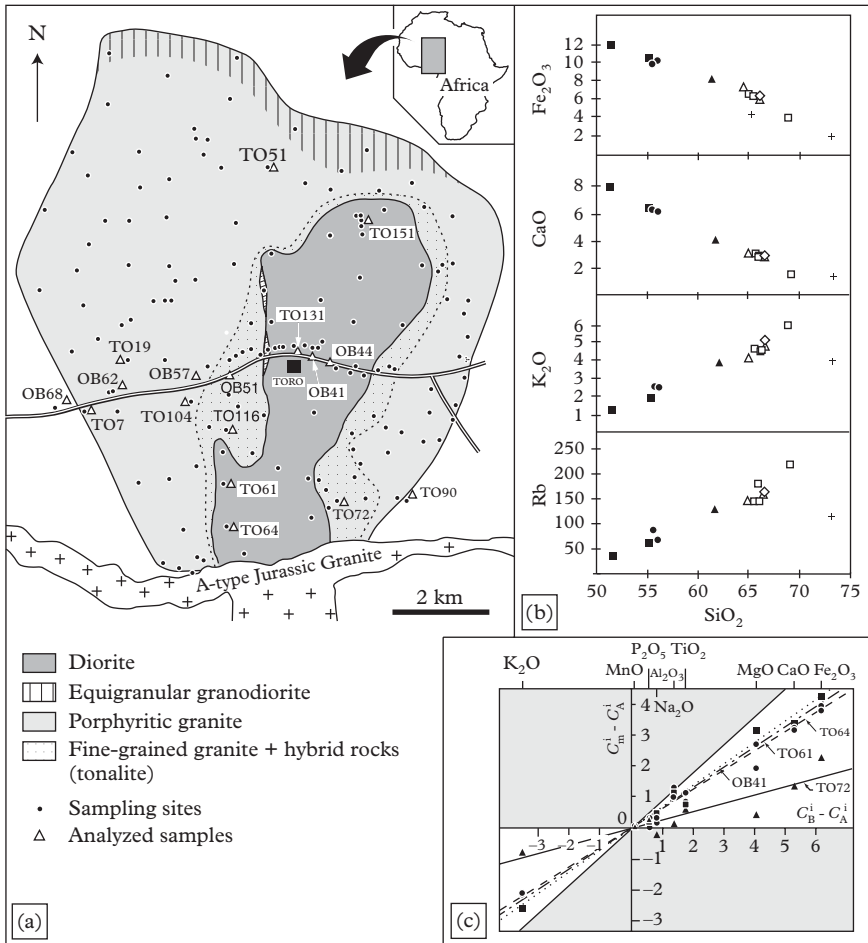 N
Africa
TO51
TO151
TO131
TO19
OB44
OB62
OB57
OB51
TORO
OB41
OB68
TO7
TO104
TO116
TO61
TO72
TO90
TO64
A-type Jurassic Granite
2 km
(a)
Diorite
Equigranular granodiorite
Porphyritic granite
Fine-grained granite + hybrid rocks
(tonalite)
Sampling sites
Analyzed samples
Fe2O3
12
10
8
6
4
2
CaO
8
6
4
2
K2O
6
5
4
3
2
1
Rb
250
200
150
100
50
50 55 60 65 70 75
SiO2
(b)
P2O5 TiO2
K2O MnO Al2O3 MgO CaO Fe2O3
Na2O
4
3
2
1
0
C^i_m - C^i_A
TO64
TO61
OB41
TO72
C^i_B - C^i_A
−3 −2 −1 1 2 3 4 5 6
−1
−2
−3
(c)